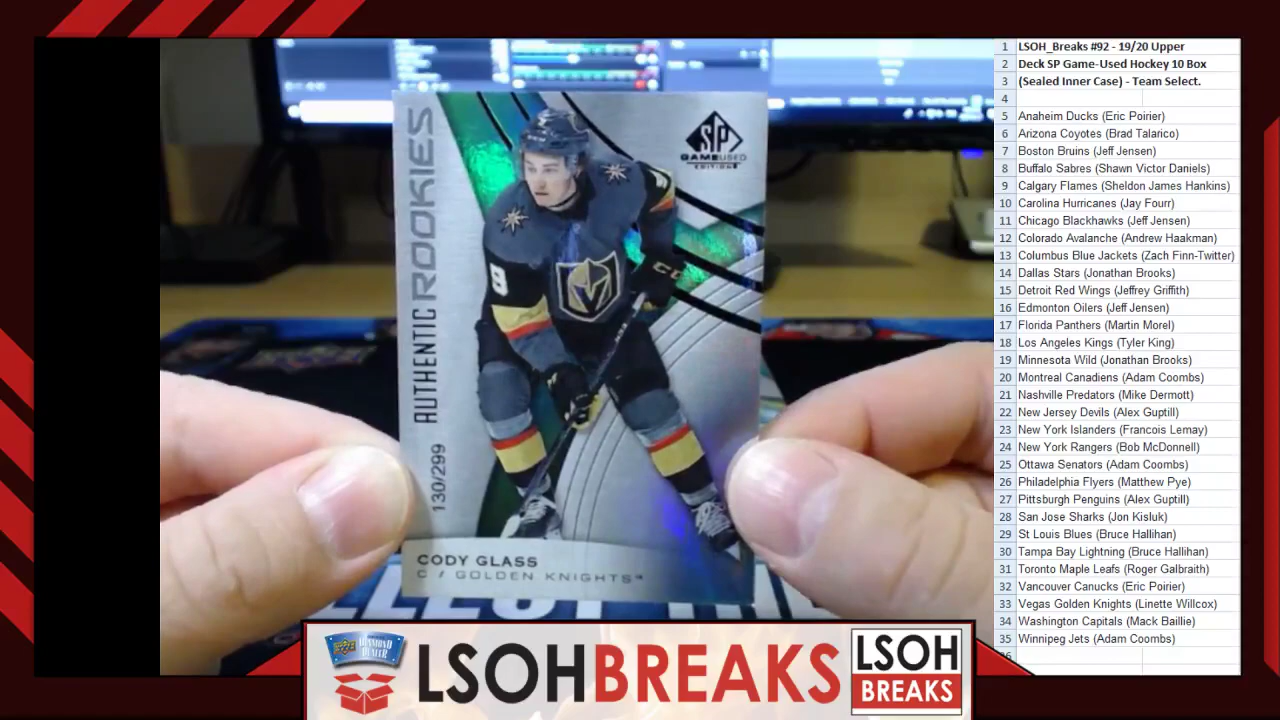 1 LSOH_Breaks #92 - 19/20 Upper
2 Deck SP Game-Used Hockey 10 Box
3 (Sealed Inner Case) - Team Select.
4
5 Anaheim Ducks (Eric Poirier)
6 Arizona Coyotes (Brad Talarico)
7 Boston Bruins (Jeff Jensen)
8 Buffalo Sabres (Shawn Victor Daniels)
9 Calgary Flames (Sheldon James Hankins)
10 Carolina Hurricanes (Jay Fourr)
11 Chicago Blackhawks (Jeff Jensen)
12 Colorado Avalanche (Andrew Haakman)
13 Columbus Blue Jackets (Zach Finn-Twitter)
14 Dallas Stars (Jonathan Brooks)
15 Detroit Red Wings (Jeffrey Griffith)
16 Edmonton Oilers (Jeff Jensen)
17 Florida Panthers (Martin Morel)
18 Los Angeles Kings (Tyler King)
19 Minnesota Wild (Jonathan Brooks)
20 Montreal Canadiens (Adam Coombs)
21 Nashville Predators (Mike Dermott)
22 New Jersey Devils (Alex Guptill)
23 New York Islanders (Francois Lemay)
24 New York Rangers (Bob McDonnell)
25 Ottawa Senators (Adam Coombs)
26 Philadelphia Flyers (Matthew Pye)
27 Pittsburgh Penguins (Alex Guptill)
28 San Jose Sharks (Jon Kisluk)
29 St Louis Blues (Bruce Hallihan)
30 Tampa Bay Lightning (Bruce Hallihan)
31 Toronto Maple Leafs (Roger Galbraith)
32 Vancouver Canucks (Eric Poirier)
33 Vegas Golden Knights (Linette Willcox)
34 Washington Capitals (Mack Baillie)
35 Winnipeg Jets (Adam Coombs)
SP
GAME USED
EDITION
AUTHENTIC ROOKIES
130/299
9
CCM
CODY GLASS
C / GOLDEN KNIGHTS™
DIAMOND
DEALER
LSOHBREAKS
LSOH
BREAKS